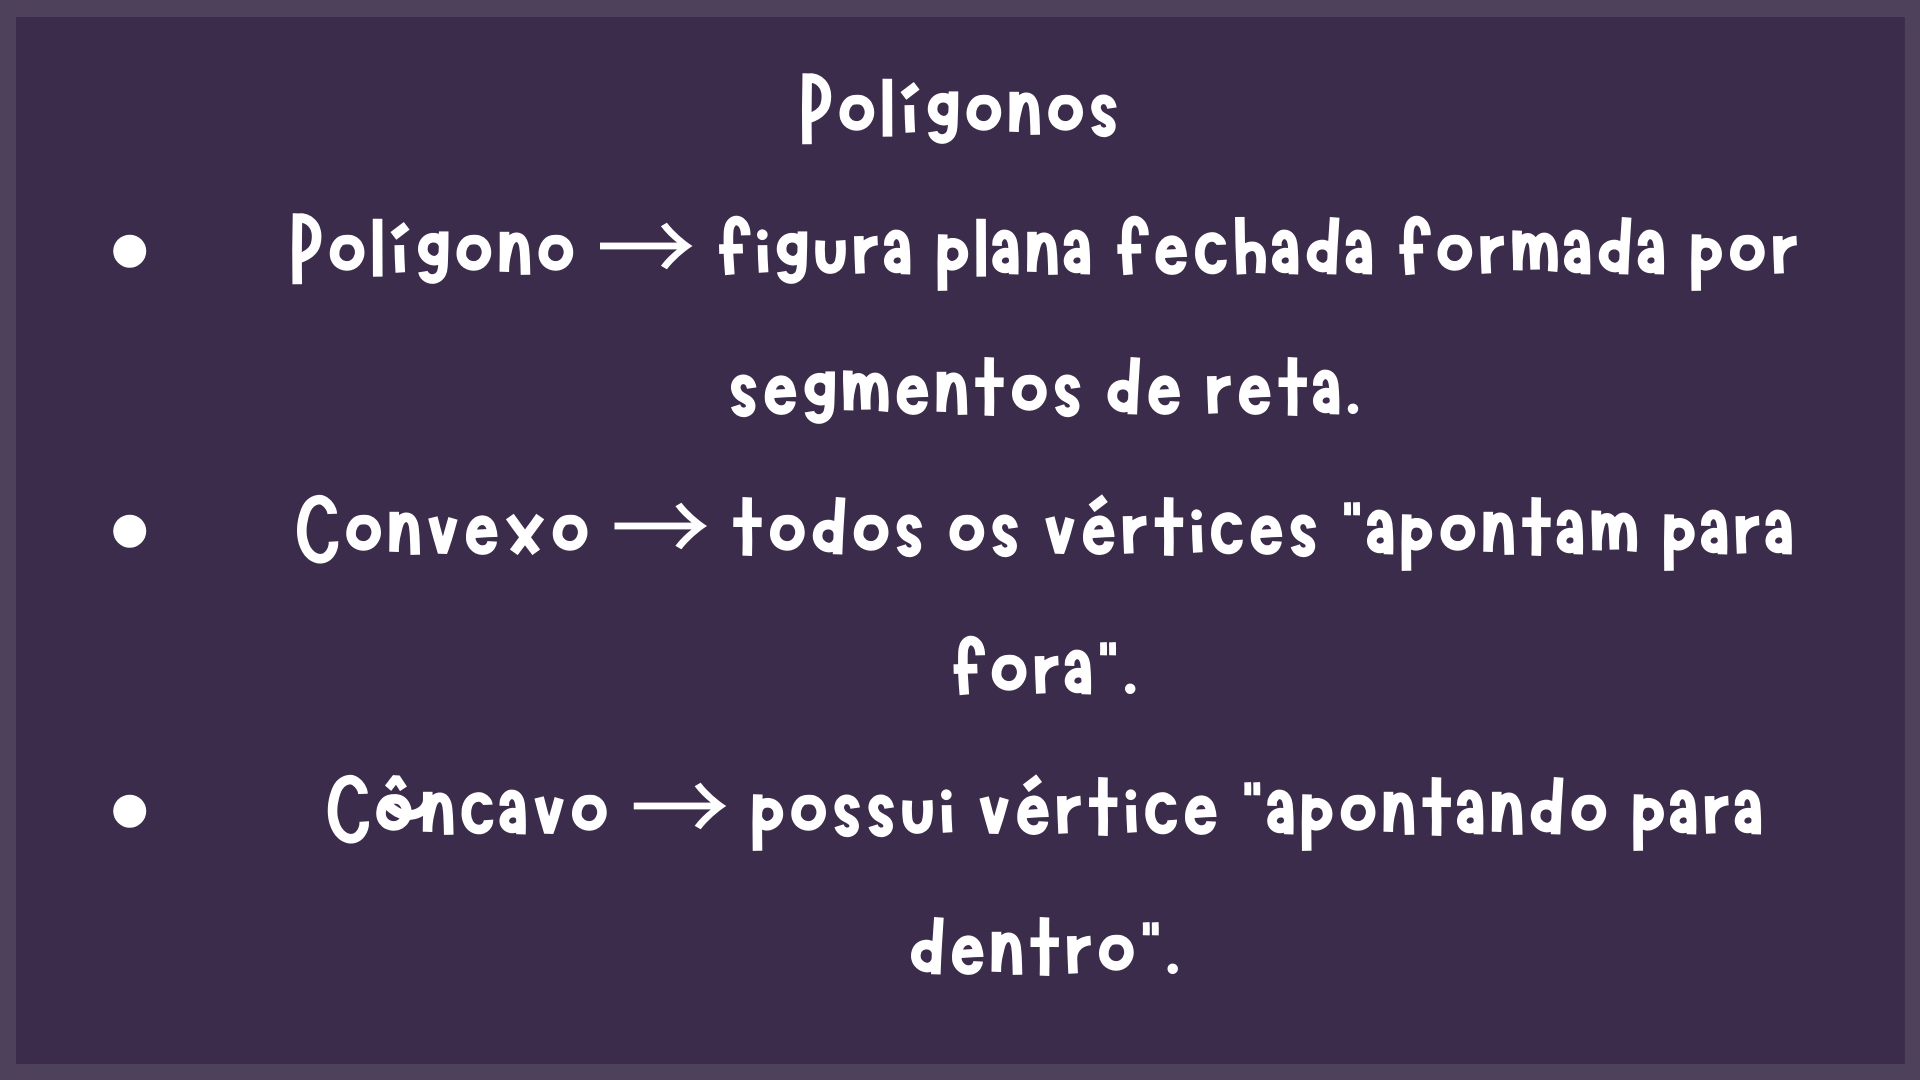 Polígonos
• Polígono → figura plana fechada formada por
segmentos de reta.
• Convexo → todos os vértices "apontam para
fora".
• Côncavo → possui vértice "apontando para
dentro".